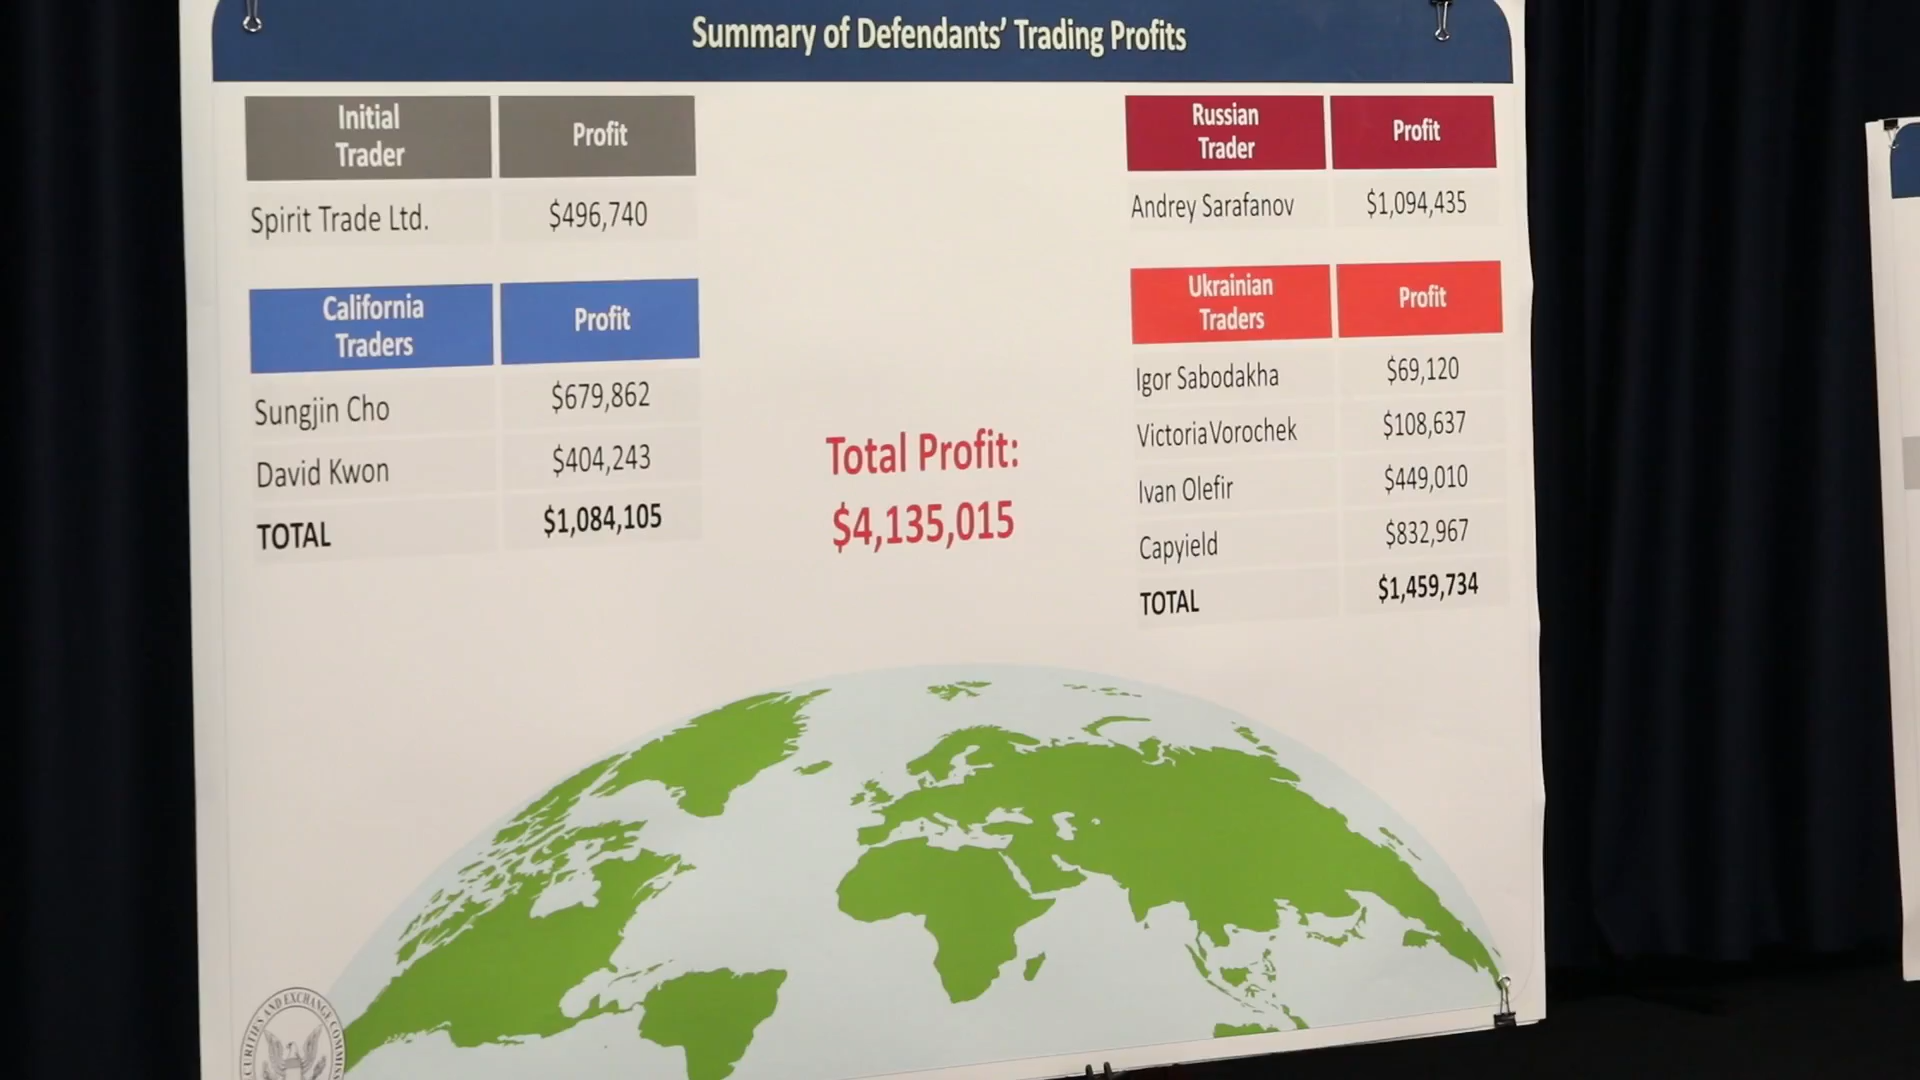 Summary of Defendants' Trading Profits
Initial
Trader
Profit
Spirit Trade Ltd.
$496,740
California
Traders
Profit
Sungjin Cho
$679,862
David Kwon
$404,243
TOTAL
$1,084,105
Total Profit:
$4,135,015
Russian
Trader
Profit
Andrey Sarafanov
$1,094,435
Ukrainian
Traders
Profit
Igor Sabodakha
$69,120
VictoriaVorochek
$108,637
Ivan Olefir
$449,010
Capyield
$832,967
TOTAL
$1,459,734